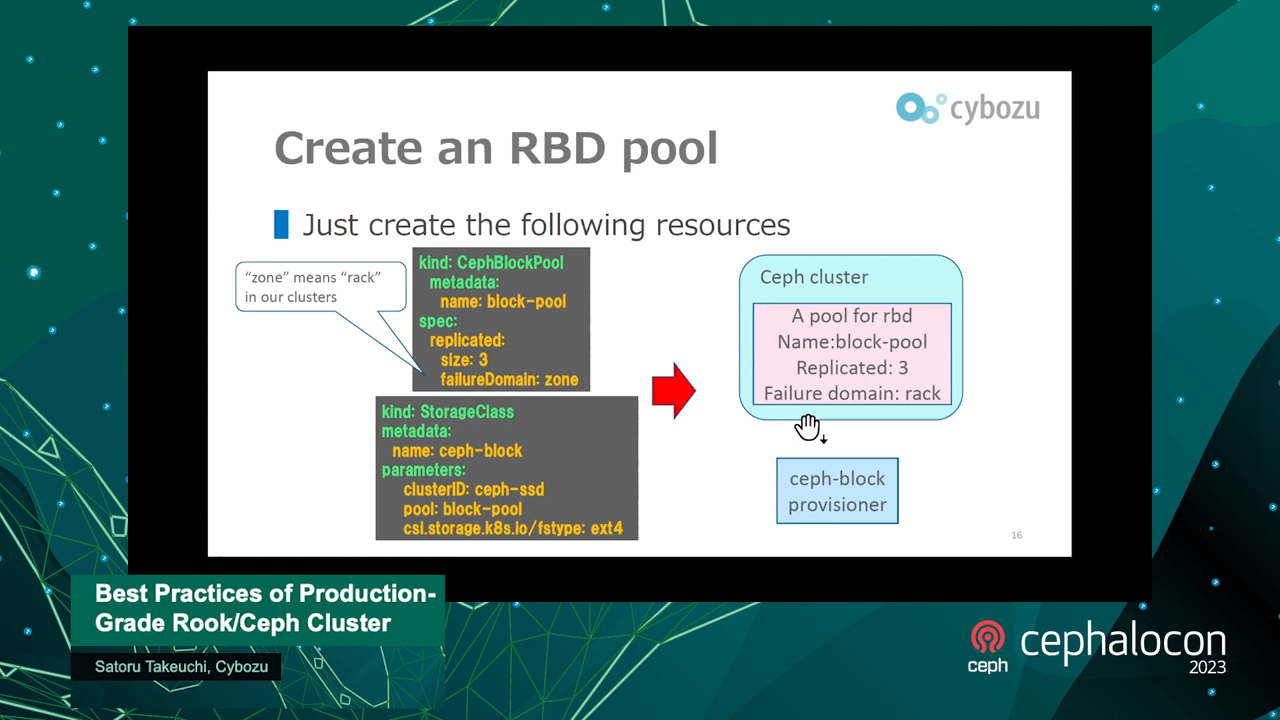 cybozu
Create an RBD pool
Just create the following resources
"zone" means "rack"
in our clusters
kind: CephBlockPool
metadata:
name: block-pool
spec:
replicated:
size: 3
failureDomain: zone
kind: StorageClass
metadata:
name: ceph-block
parameters:
clusterID: ceph-ssd
pool: block-pool
csi.storage.k8s.io/fstype: ext4
Ceph cluster
A pool for rbd
Name:block-pool
Replicated: 3
Failure domain: rack
ceph-block
provisioner
16
Best Practices of Production-
Grade Rook/Ceph Cluster
Satoru Takeuchi, Cybozu
ceph
cephalocon
2023